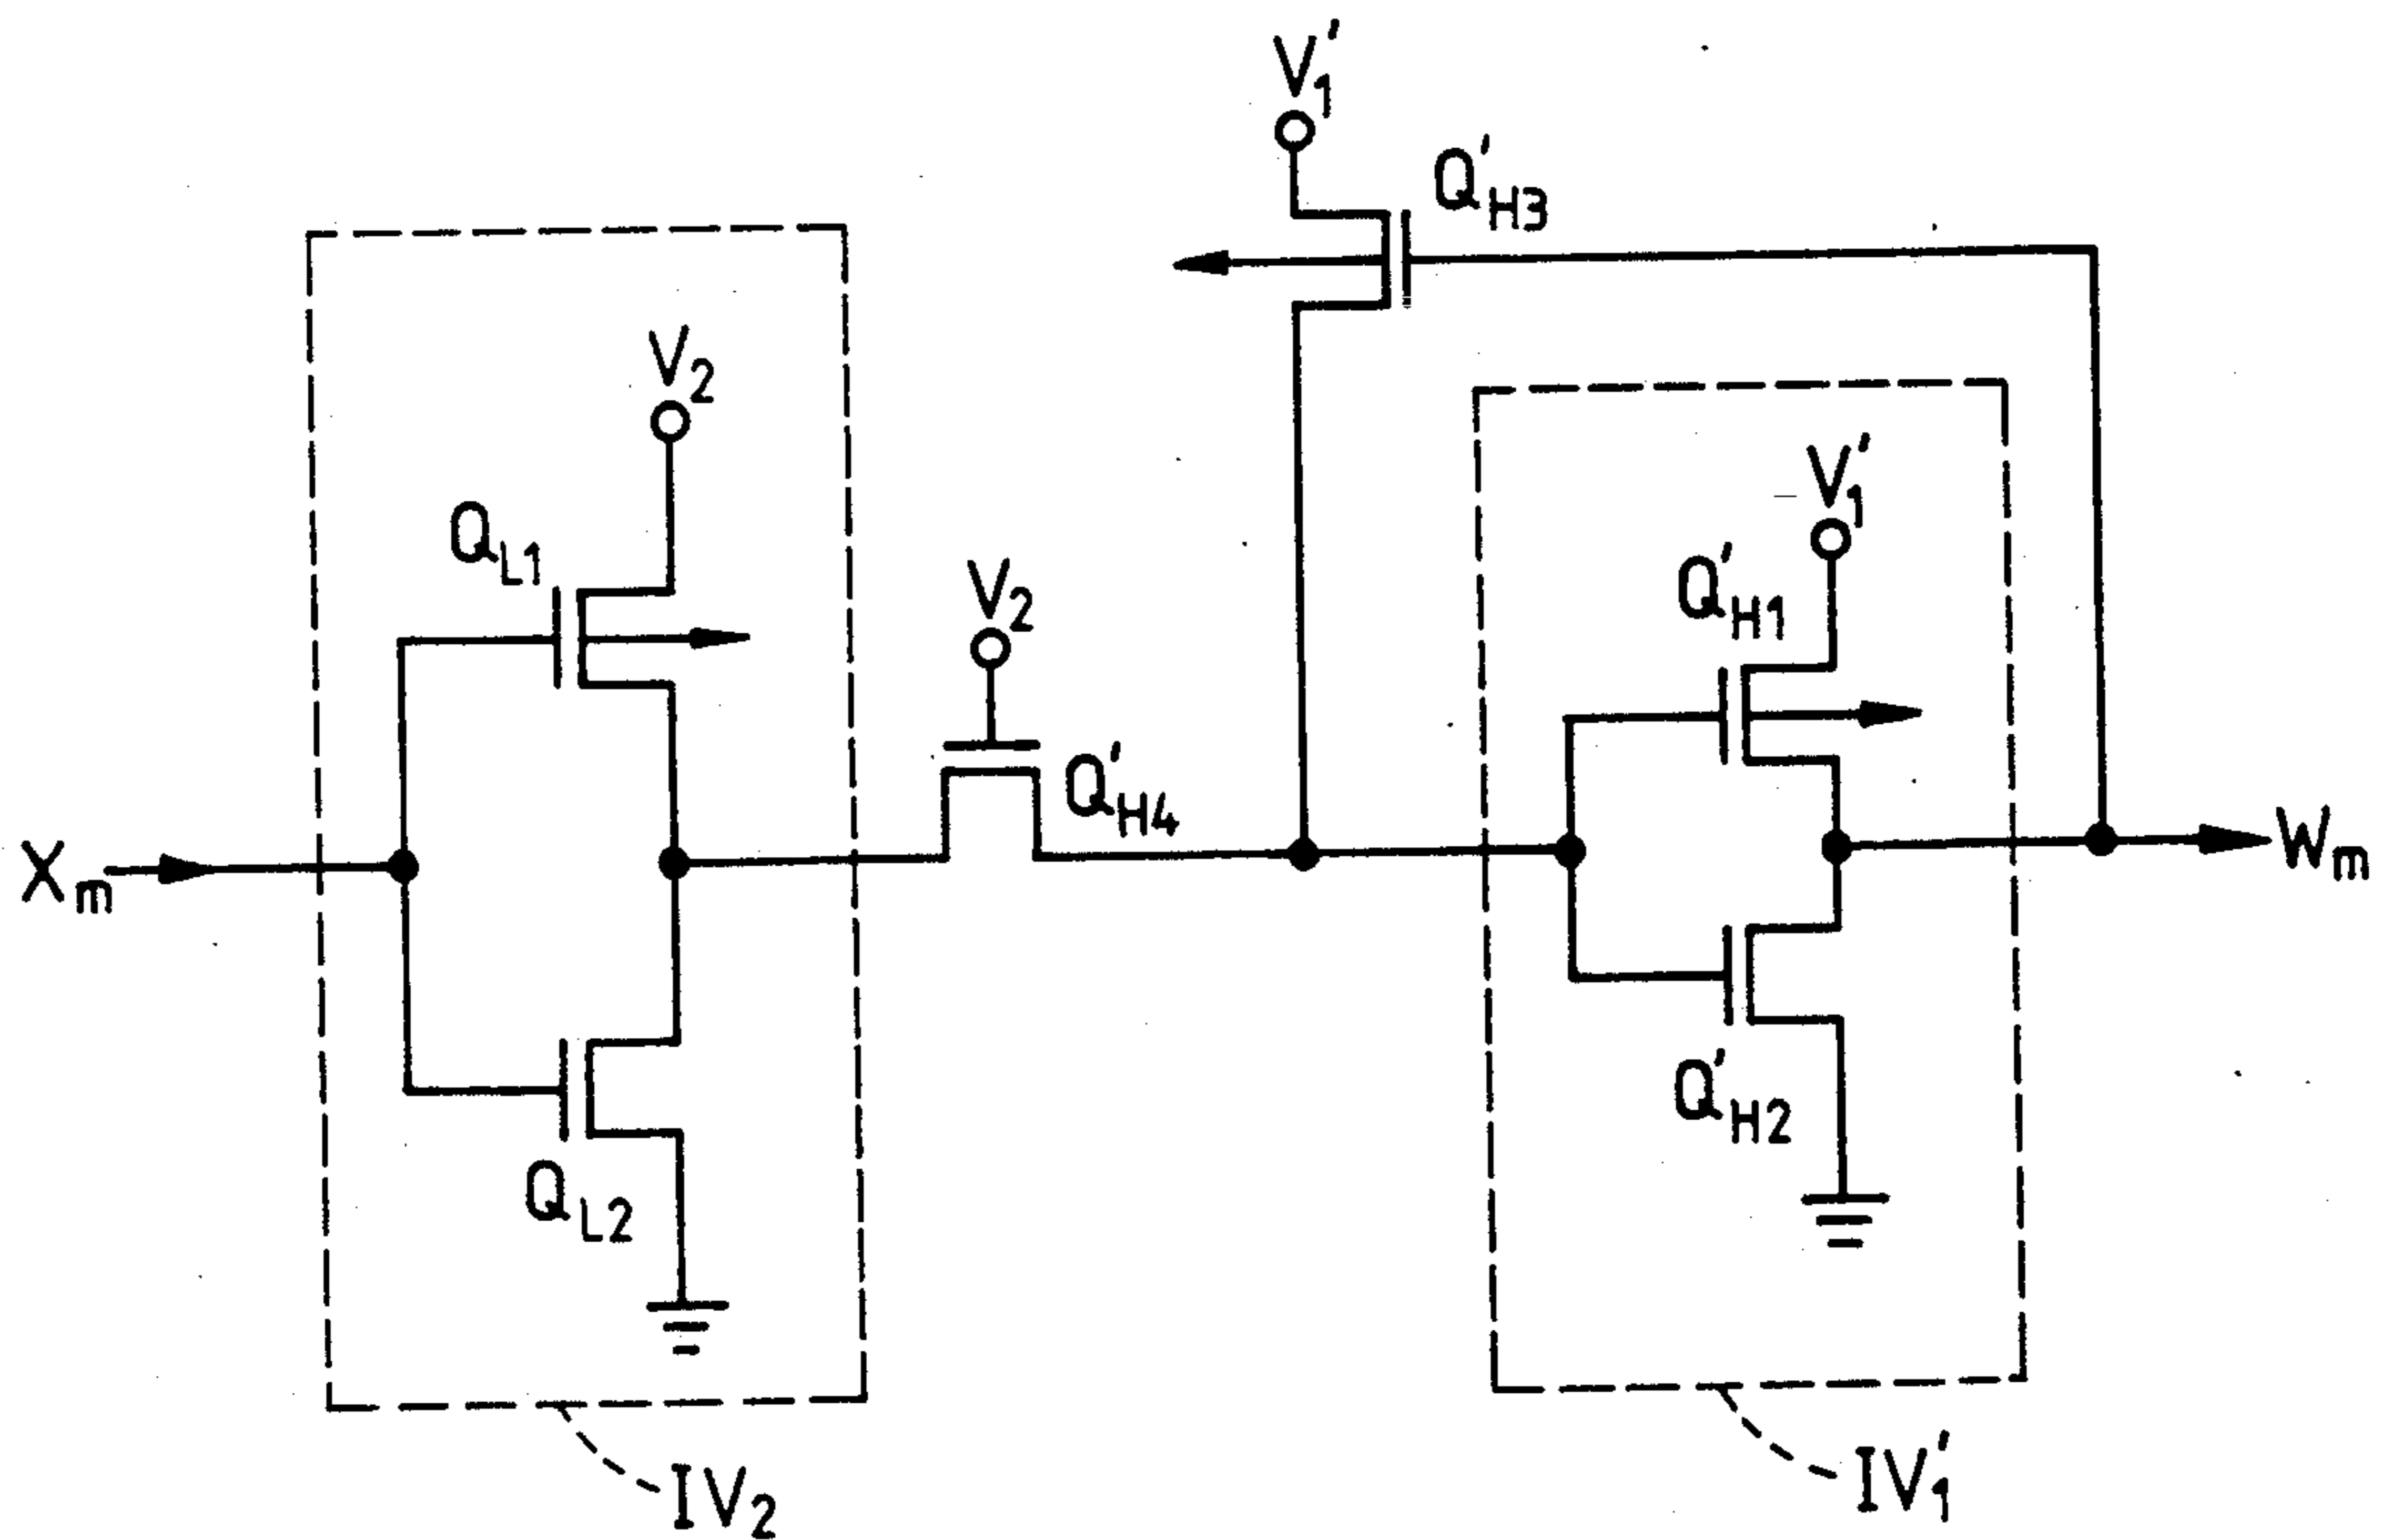 V₁′
Q′H3
V₂
V₁′
QL1
V₂
Q′H1
Q′H4
Xm
Wm
Q′H2
QL2
IV₂
IV₁′